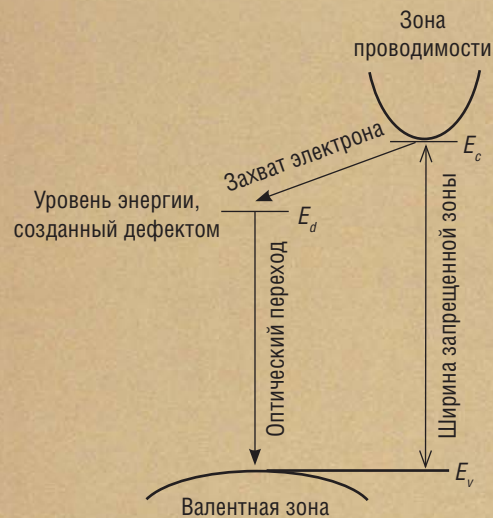 Зона
проводимости
Захват электрона
E_c
Уровень энергии,
созданный дефектом
E_d
Оптический переход
Ширина запрещенной зоны
E_v
Валентная зона